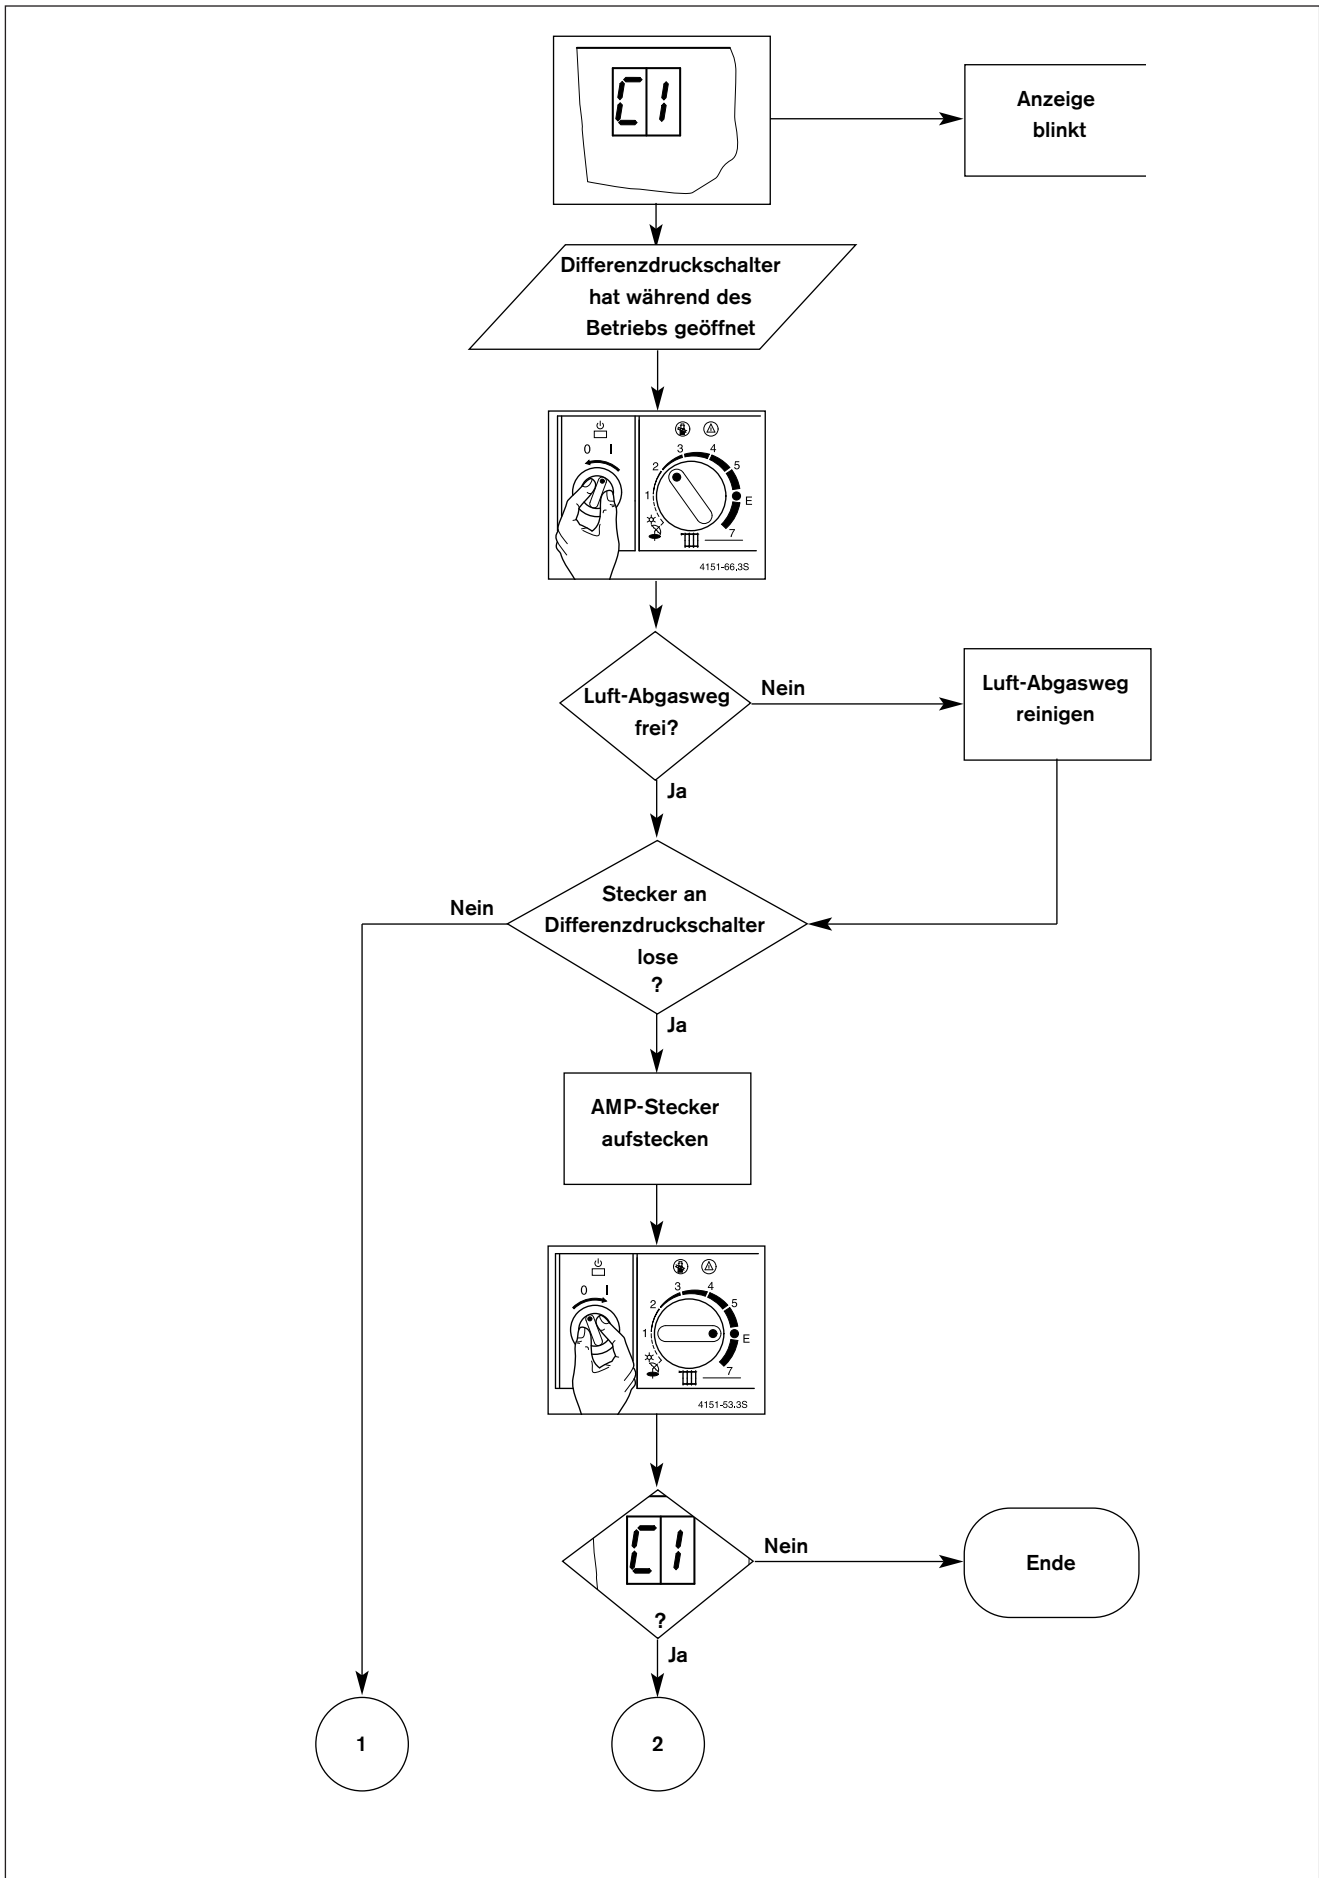 C1
Anzeige
blinkt
Differenzdruckschalter
hat während des
Betriebs geöffnet
0 I
1
2
3
4
5
E
7
4151-66.3S
Luft-Abgasweg
frei?
Nein
Luft-Abgasweg
reinigen
Ja
Stecker an
Differenzdruckschalter
lose
?
Nein
Ja
AMP-Stecker
aufstecken
0 I
1
2
3
4
5
E
7
4151-53.3S
C1
?
Nein
Ende
Ja
1
2